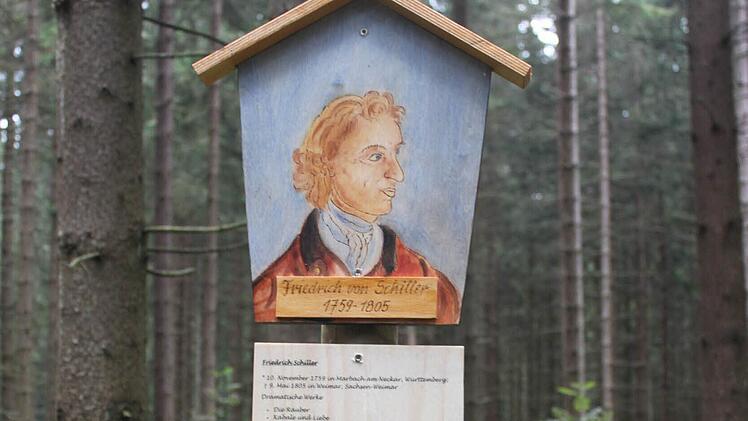 Friedrich von Schiller
1759-1805
Friedrich Schiller
* 10. November 1759 in Marbach am Neckar, Württemberg;
† 9. Mai 1805 in Weimar, Sachsen-Weimar
Dramatische Werke
- Die Räuber
- Kabale und Liebe